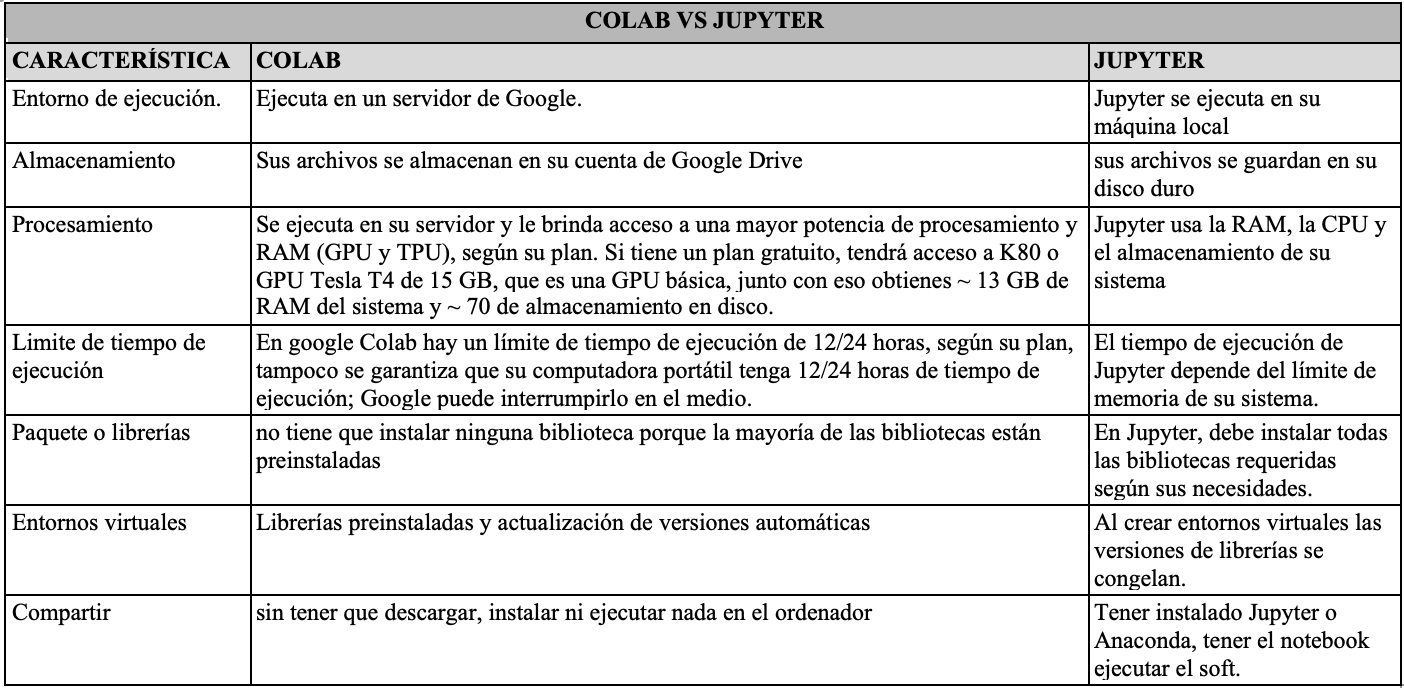 COLAB VS JUPYTER
CARACTERÍSTICA COLAB JUPYTER
Entorno de ejecución.
Ejecuta en un servidor de Google.
Jupyter se ejecuta en su
máquina local
Almacenamiento
Sus archivos se almacenan en su cuenta de Google Drive
sus archivos se guardan en su
disco duro
Procesamiento
Se ejecuta en su servidor y le brinda acceso a una mayor potencia de procesamiento y
RAM (GPU y TPU), según su plan. Si tiene un plan gratuito, tendrá acceso a K80 o
GPU Tesla T4 de 15 GB, que es una GPU básica, junto con eso obtienes ~ 13 GB de
RAM del sistema y ~ 70 de almacenamiento en disco.
Jupyter usa la RAM, la CPU y
el almacenamiento de su
sistema
Limite de tiempo de
ejecución
En google Colab hay un límite de tiempo de ejecución de 12/24 horas, según su plan,
tampoco se garantiza que su computadora portátil tenga 12/24 horas de tiempo de
ejecución; Google puede interrumpirlo en el medio.
El tiempo de ejecución de
Jupyter depende del límite de
memoria de su sistema.
Paquete o librerías
no tiene que instalar ninguna biblioteca porque la mayoría de las bibliotecas están
preinstaladas
En Jupyter, debe instalar todas
las bibliotecas requeridas
según sus necesidades.
Entornos virtuales
Librerías preinstaladas y actualización de versiones automáticas
Al crear entornos virtuales las
versiones de librerías se
congelan.
Compartir
sin tener que descargar, instalar ni ejecutar nada en el ordenador
Tener instalado Jupyter o
Anaconda, tener el notebook
ejecutar el soft.